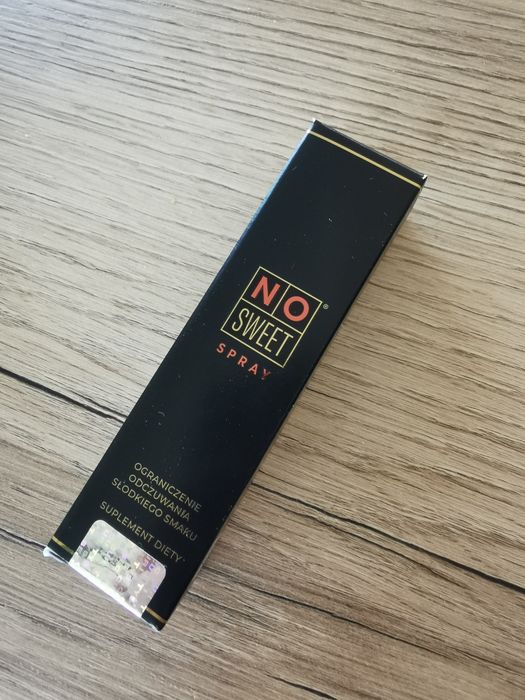 NO®
SWEET
SPRAY
OGRANICZENIE
ODCZUWANIA
SŁODKIEGO SMAKU
SUPLEMENT DIETY*